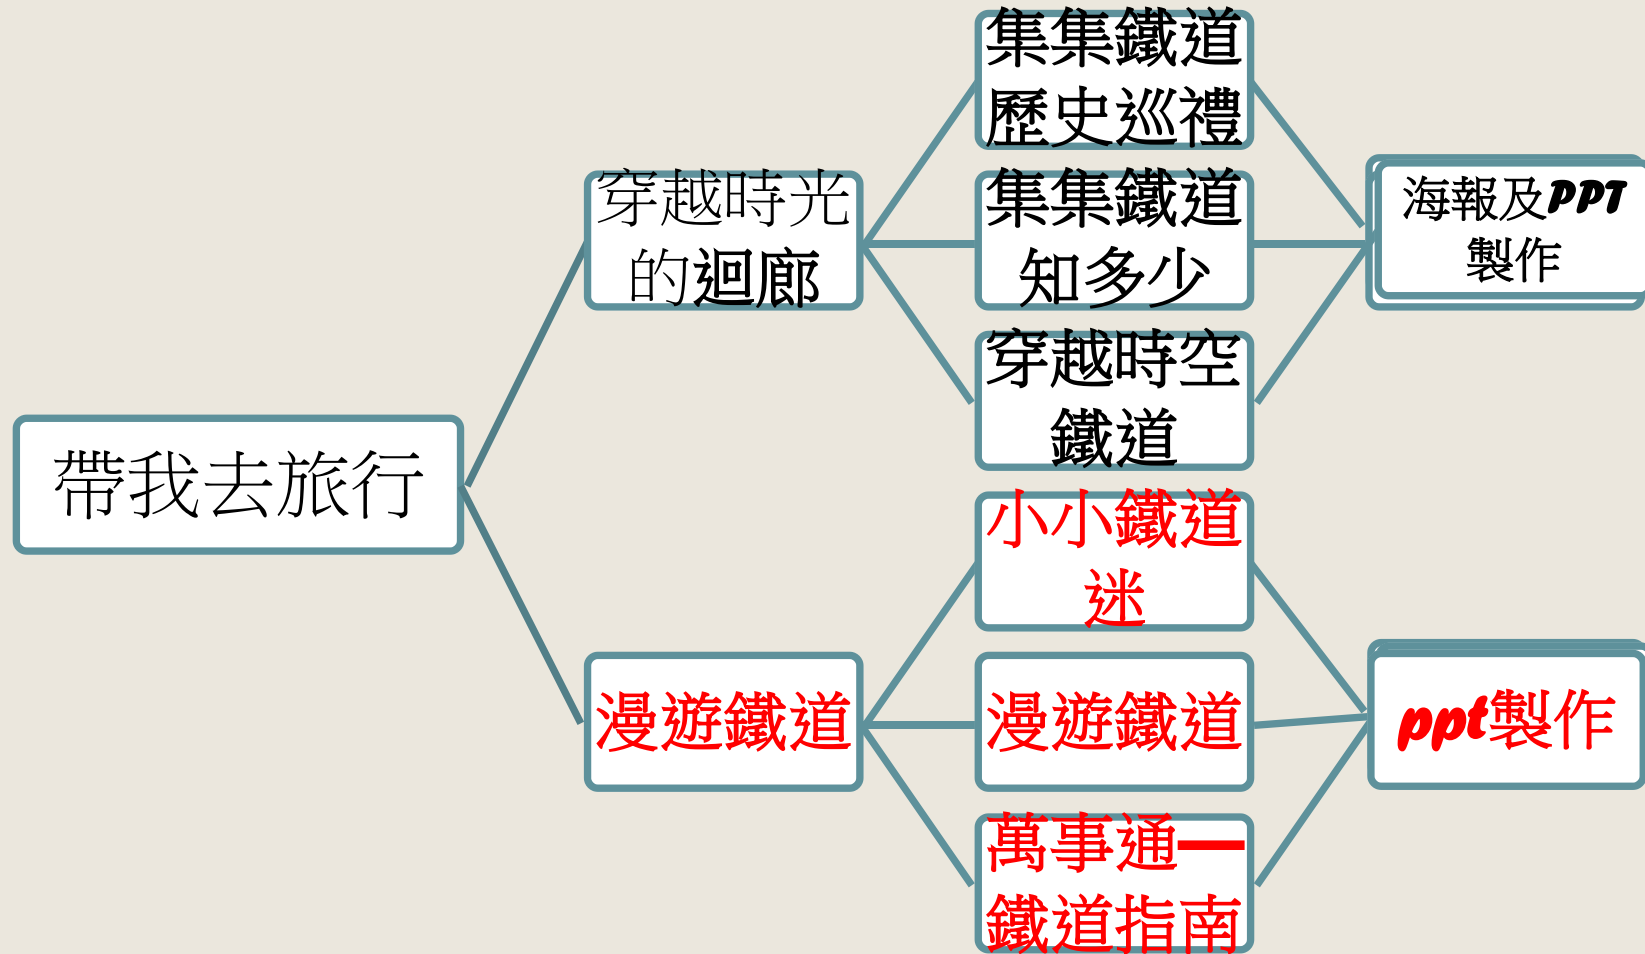 帶我去旅行
穿越時光
的迴廊
集集鐵道
歷史巡禮
集集鐵道
知多少
穿越時空
鐵道
海報及PPT
製作
漫遊鐵道
小小鐵道
迷
漫遊鐵道
萬事通—
鐵道指南
ppt製作